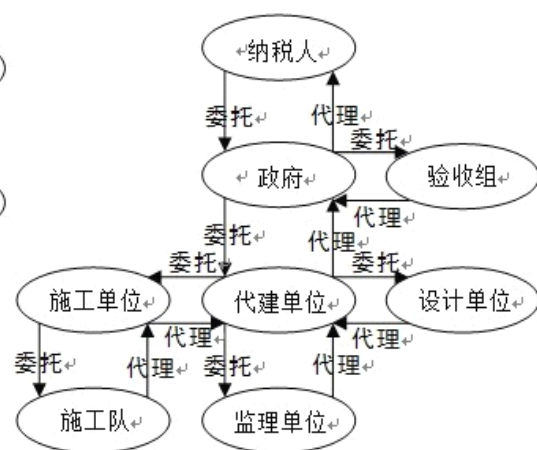 纳税人
委托 代理
委托
政府 验收组
代理
委托 代理
委托 委托
施工单位 代建单位 设计单位
代理 代理
委托 代理 委托 代理
施工队 监理单位